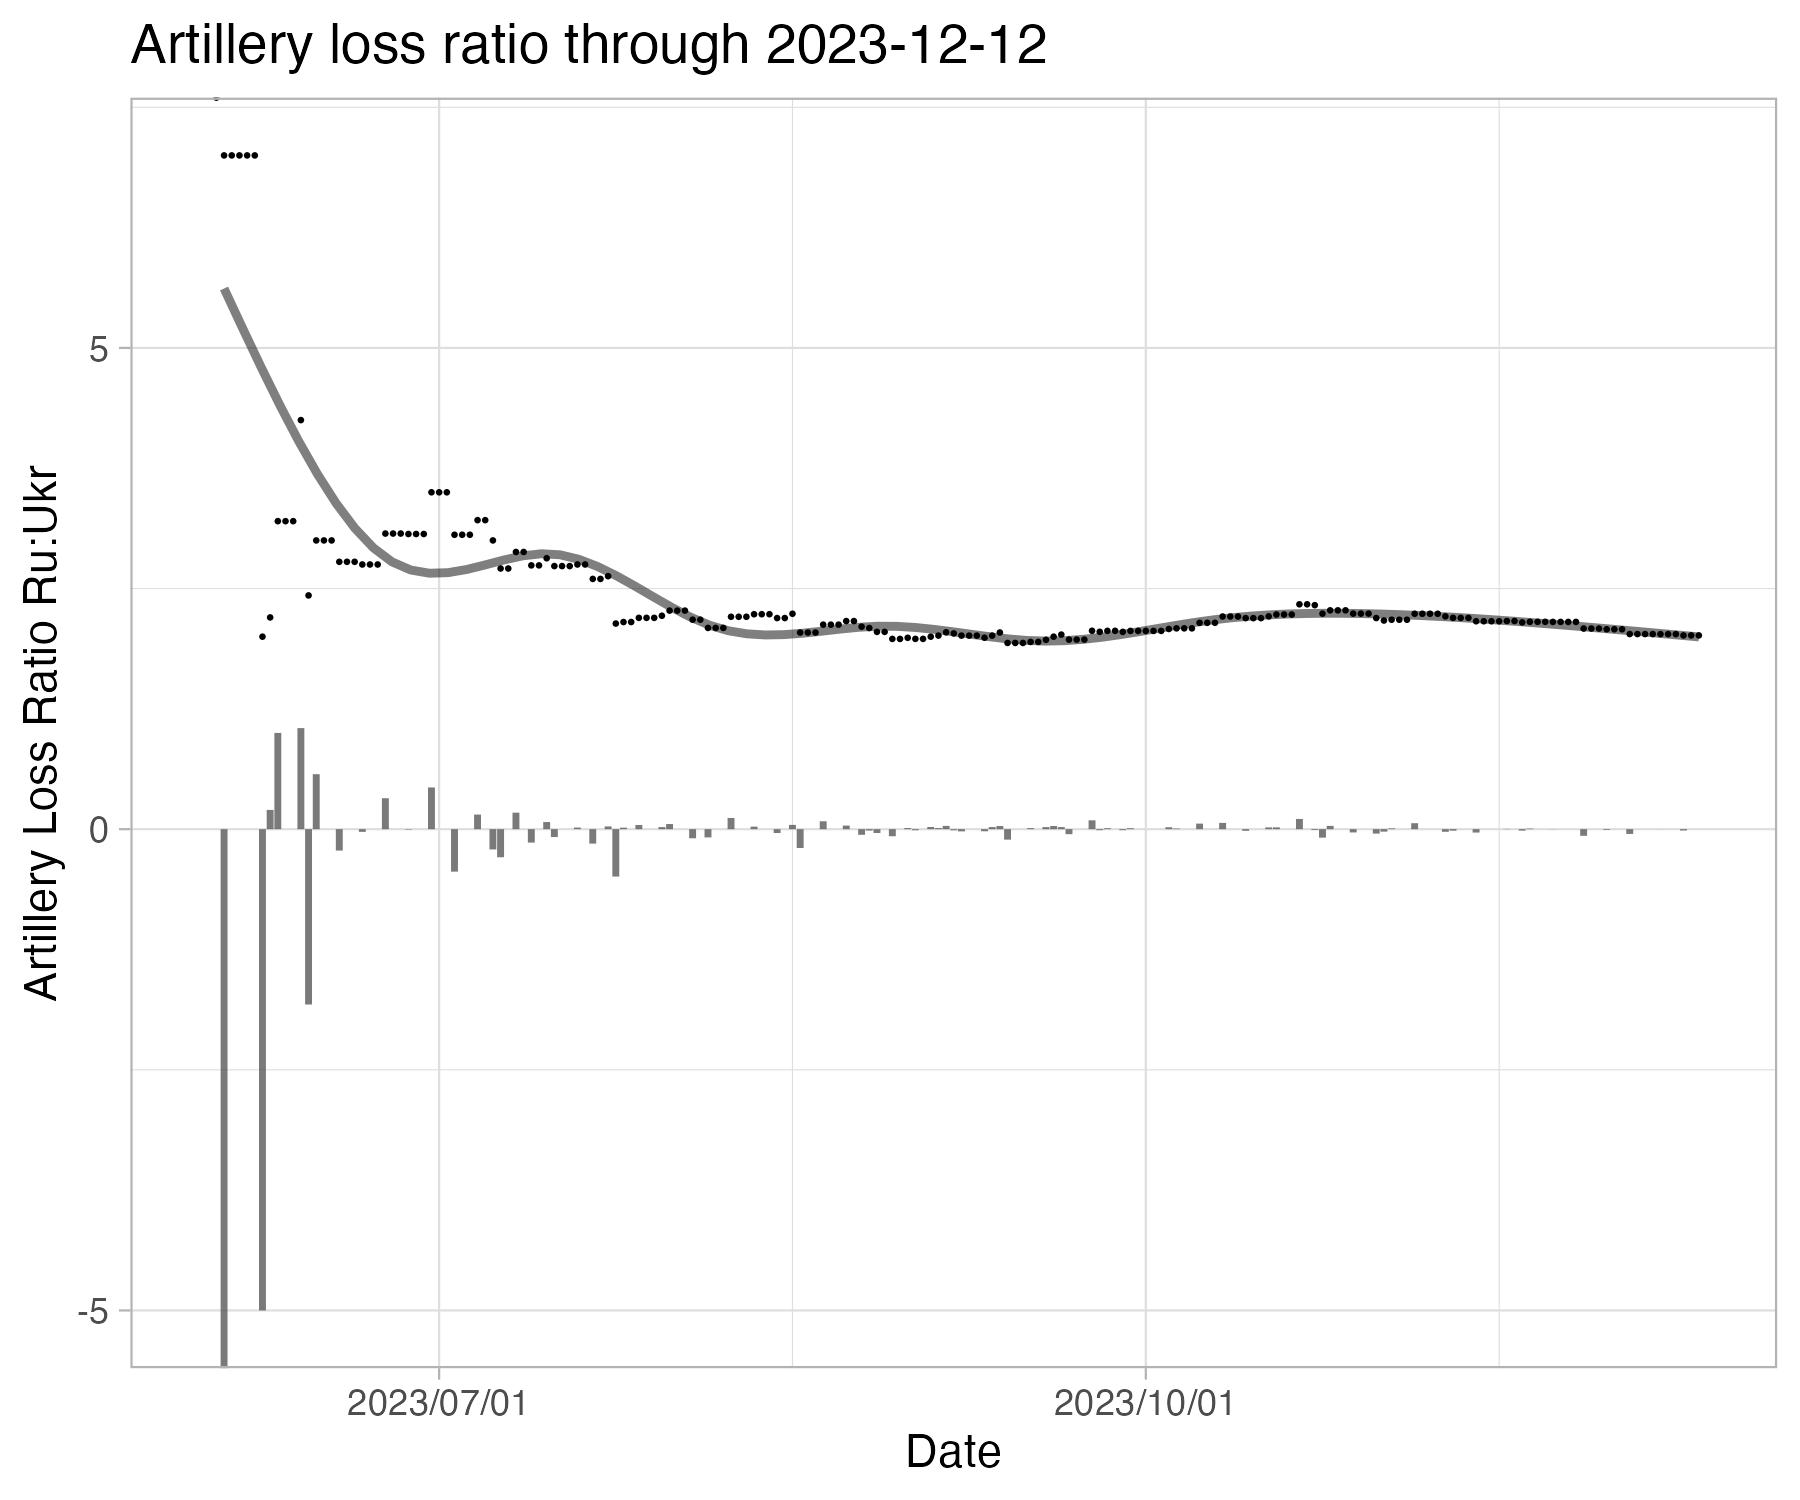 Artillery loss ratio through 2023-12-12
Artillery Loss Ratio Ru:Ukr
5
0
-5
2023/07/01
2023/10/01
Date